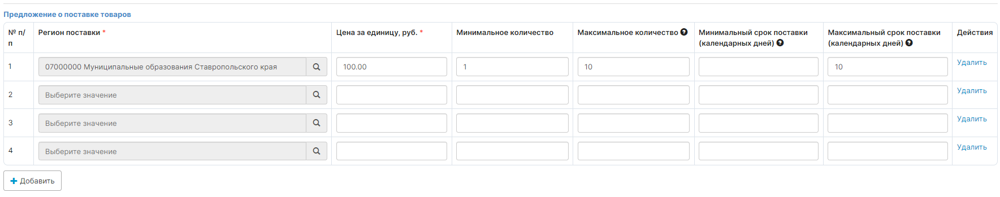 Предложение о поставке товаров
№ п/п Регион поставки * Цена за единицу, руб. * Минимальное количество Максимальное количество ? Минимальный срок поставки (календарных дней) ? Максимальный срок поставки (календарных дней) ? Действия
1 07000000 Муниципальные образования Ставропольского края 100.00 1 10 10 Удалить
2 Выберите значение Удалить
3 Выберите значение Удалить
4 Выберите значение Удалить
+ Добавить